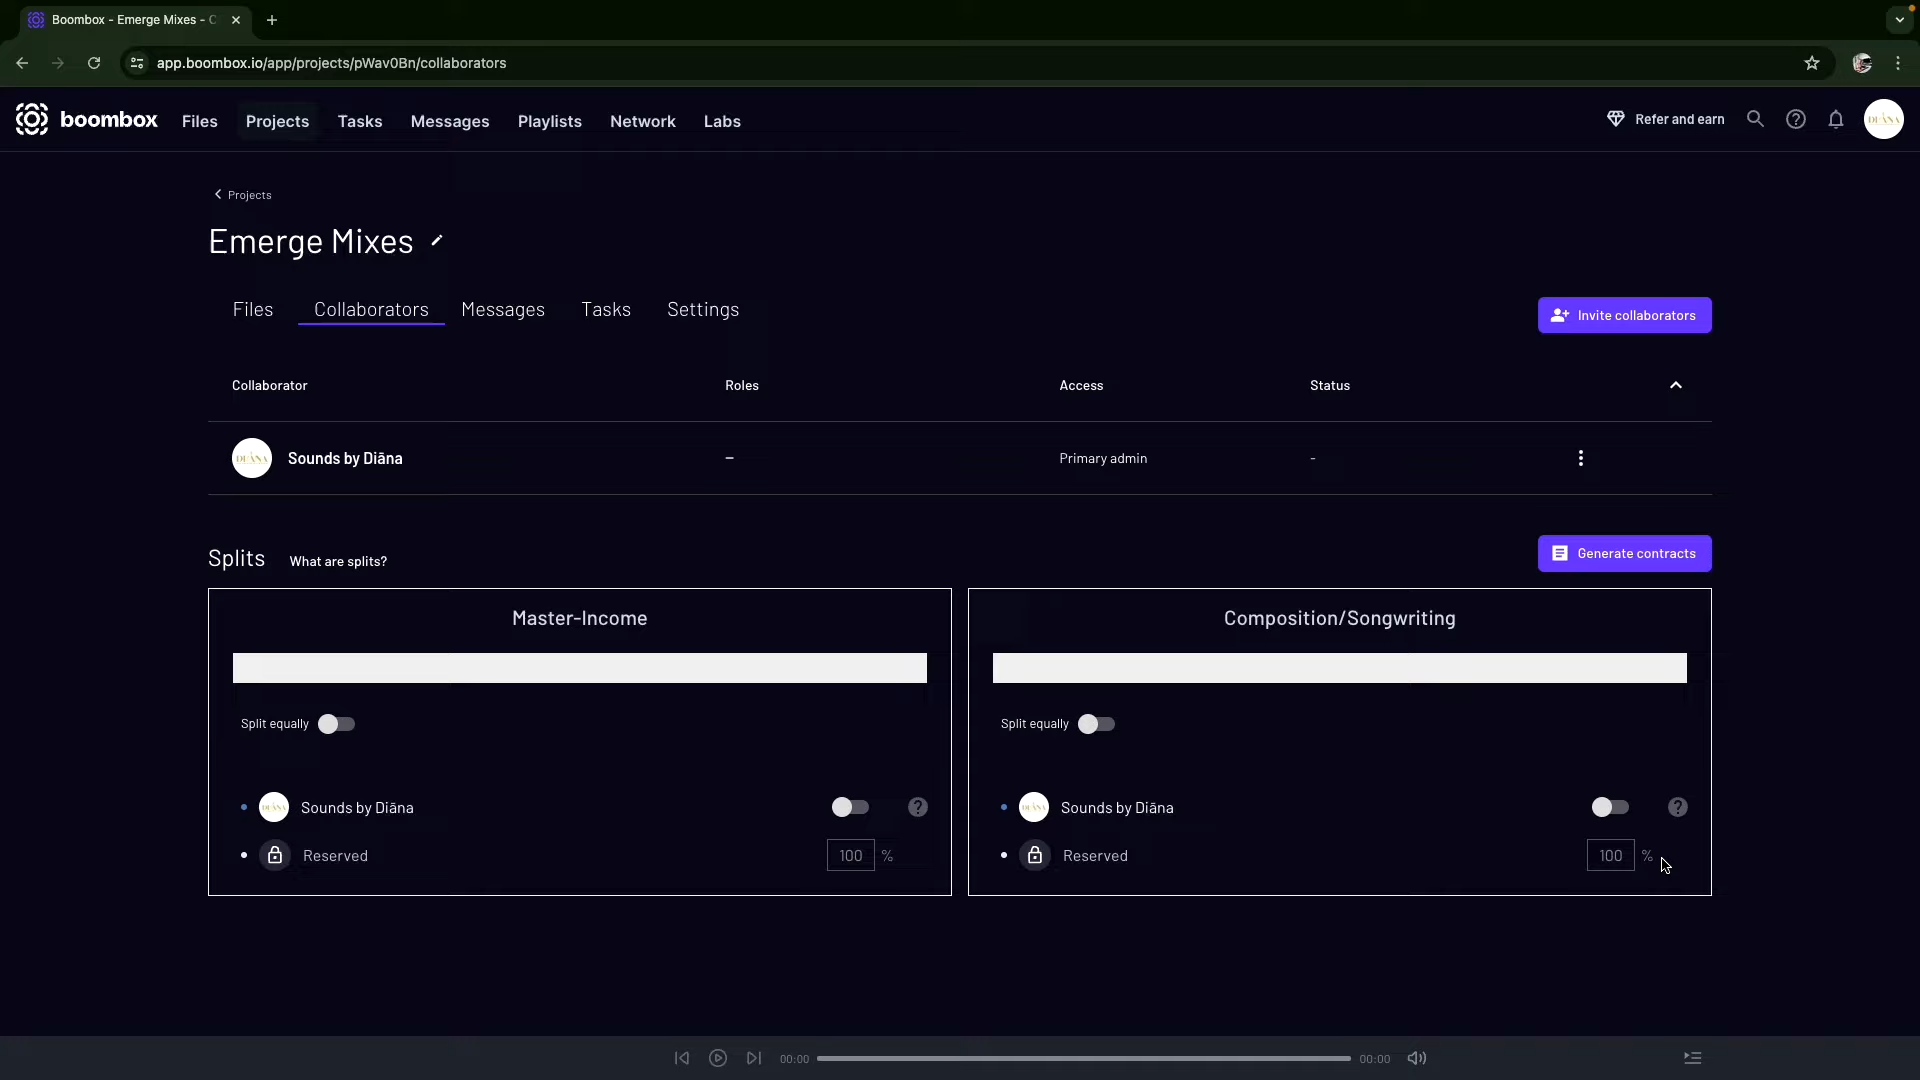 Boombox - Emerge Mixes - C
app.boombox.io/app/projects/pWav0Bn/collaborators
boombox Files Projects Tasks Messages Playlists Network Labs Refer and earn
Projects
Emerge Mixes
Files Collaborators Messages Tasks Settings Invite collaborators
Collaborator Roles Access Status
DIĀNA Sounds by Diāna – Primary admin -
Splits What are splits? Generate contracts
Master-Income
Split equally
Sounds by Diāna
Reserved 100 %
Composition/Songwriting
Split equally
Sounds by Diāna
Reserved 100 %
00:00 00:00